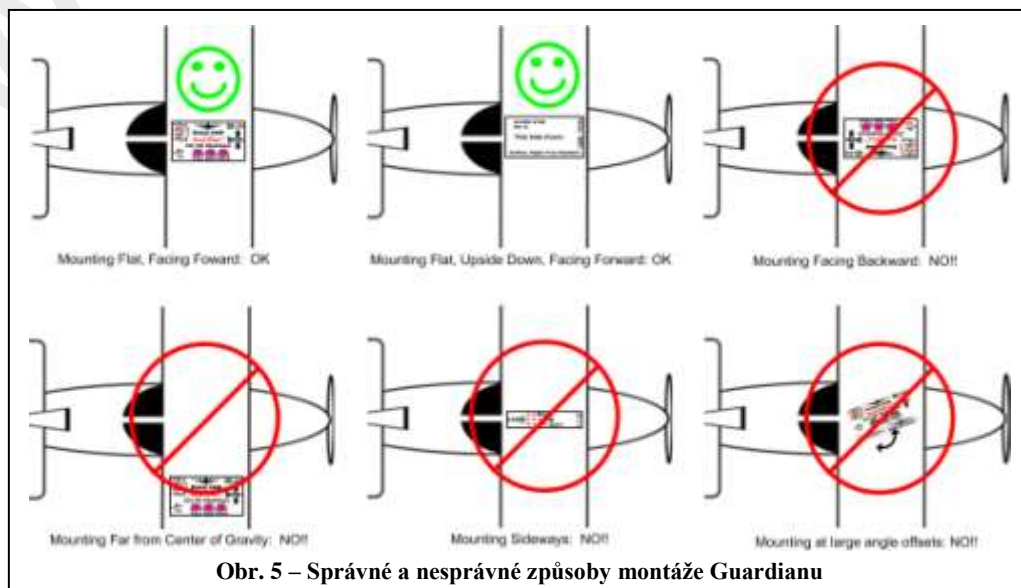 Mounting Flat, Facing Foward: OK
Mounting Flat, Upside Down, Facing Forward: OK
Mounting Facing Backward: NO!!
Mounting Far from Center of Gravity: NO!!
Mounting Sideways: NO!!
Mounting at large angle offsets: NO!!
Obr. 5 – Správné a nesprávné způsoby montáže Guardianu